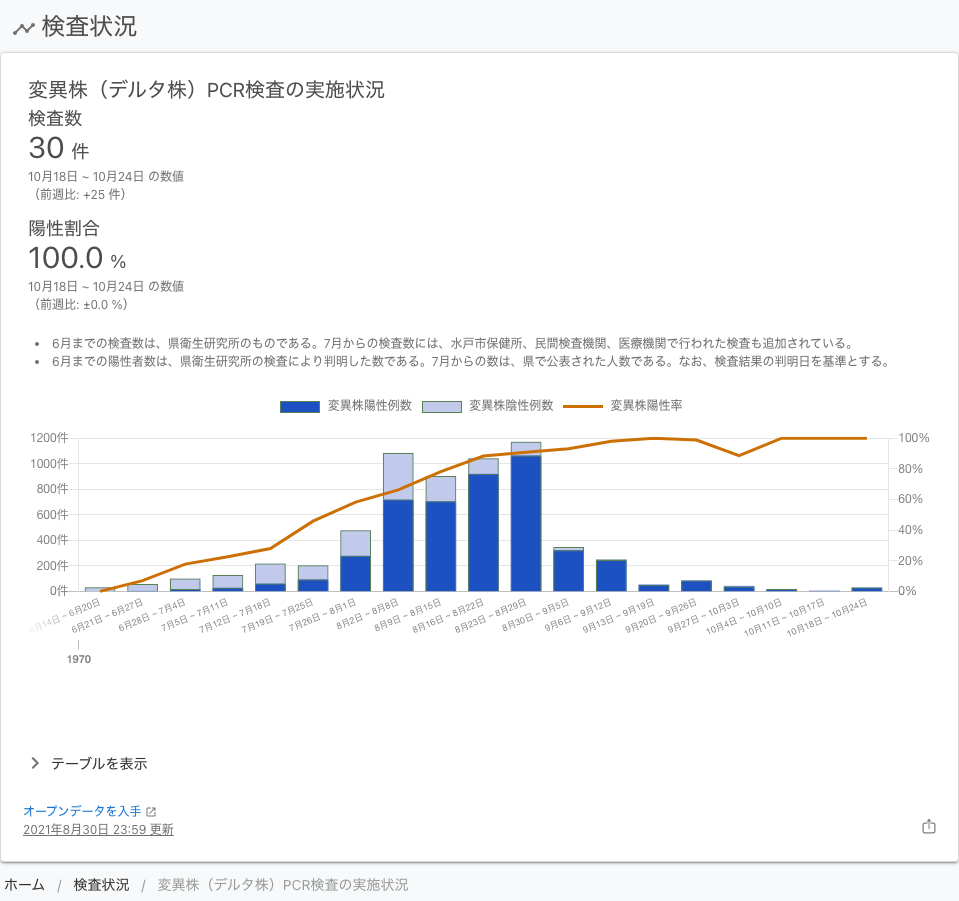 検査状況
変異株（デルタ株）PCR検査の実施状況
検査数
30 件
10月18日 ~ 10月24日 の数値
（前週比: +25 件）
陽性割合
100.0 %
10月18日 ~ 10月24日 の数値
（前週比: ±0.0 %）
• 6月までの検査数は、県衛生研究所のものである。7月からの検査数には、水戸市保健所、民間検査機関、医療機関で行われた検査も追加されている。
• 6月までの陽性者数は、県衛生研究所の検査により判明した数である。7月からの数は、県で公表された人数である。なお、検査結果の判明日を基準とする。
変異株陽性例数 変異株陰性例数 変異株陽性率
1200件 100%
1000件
80%
800件
60%
600件
400件 40%
200件 20%
0件 0%
6月14日 ~ 6月20日
6月21日 ~ 6月27日
6月28日 ~ 7月4日
7月5日 ~ 7月11日
7月12日 ~ 7月18日
7月19日 ~ 7月25日
7月26日 ~ 8月1日
8月2日 ~ 8月8日
8月9日 ~ 8月15日
8月16日 ~ 8月22日
8月23日 ~ 8月29日
8月30日 ~ 9月5日
9月6日 ~ 9月12日
9月13日 ~ 9月19日
9月20日 ~ 9月26日
9月27日 ~ 10月3日
10月4日 ~ 10月10日
10月11日 ~ 10月17日
10月18日 ~ 10月24日
1970
テーブルを表示
オープンデータを入手
2021年8月30日 23:59 更新
ホーム / 検査状況 / 変異株（デルタ株）PCR検査の実施状況